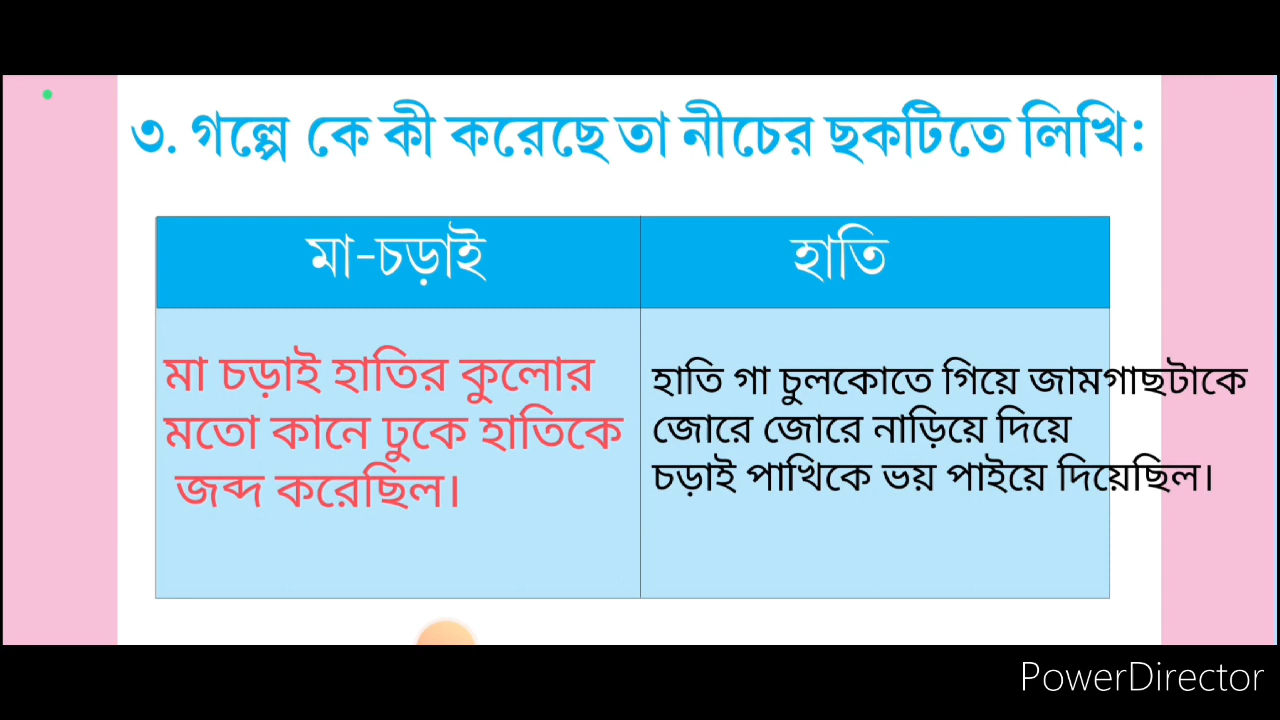 ৩. গল্পে কে কী করেছে তা নীচের ছকটিতে লিখি:
মা-চড়াই
হাতি
মা চড়াই হাতির কুলোর
মতো কানে ঢুকে হাতিকে
জব্দ করেছিল।
হাতি গা চুলকোতে গিয়ে জামগাছটাকে
জোরে জোরে নাড়িয়ে দিয়ে
চড়াই পাখিকে ভয় পাইয়ে দিয়েছিল।
PowerDirector